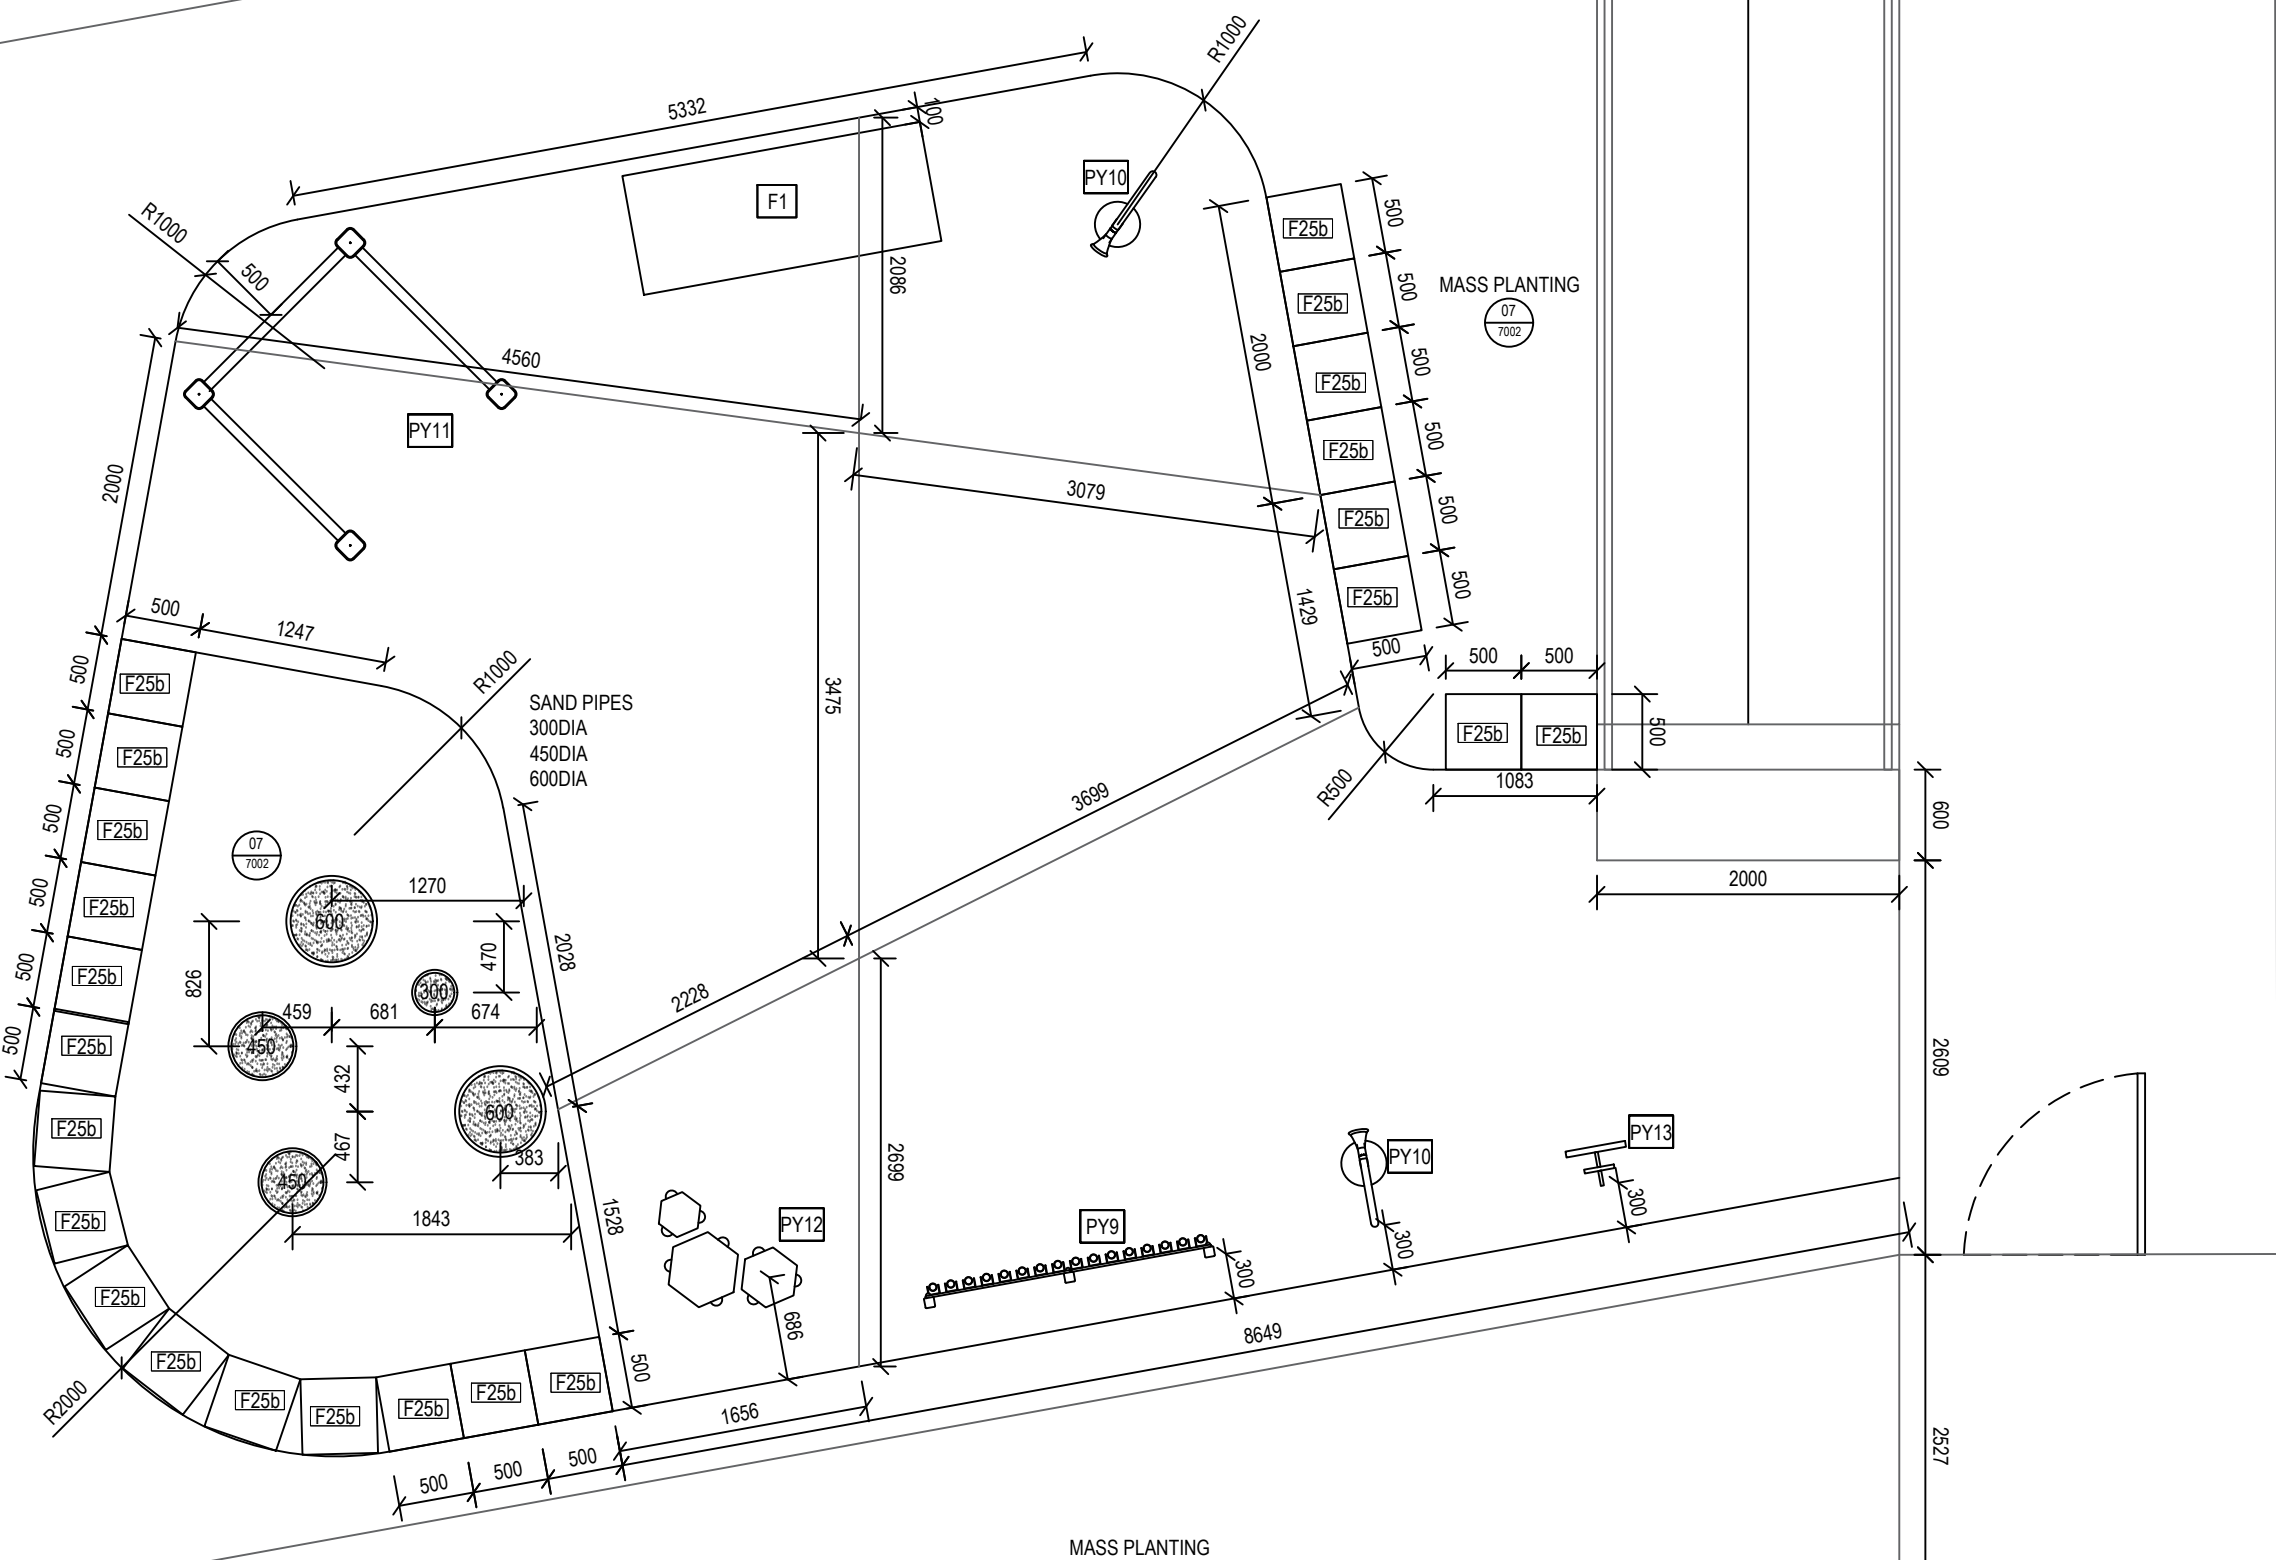 R1000
5332
100
PY10
F1
R1000
500
2086
F25b
500
F25b
500
MASS PLANTING
07
7002
2000
4560
F25b
500
PY11
F25b
500
3079
2000
F25b
500
F25b
500
1429
500
1247
500
500
500
500
F25b
R1000
SAND PIPES
300DIA
450DIA
600DIA
3475
F25b
F25b
500
500
F25b
R500
1083
500
F25b
3699
600
07
7002
2000
1270
500
F25b
600
2028
470
500
F25b
826
300
2228
459
681
674
500
F25b
450
432
2609
F25b
600
467
383
2699
PY10
PY13
450
F25b
1843
1528
PY12
PY9
300
300
300
F25b
686
8649
F25b
500
F25b
F25b
F25b
F25b
F25b
R2000
1656
2527
500
500
500
MASS PLANTING